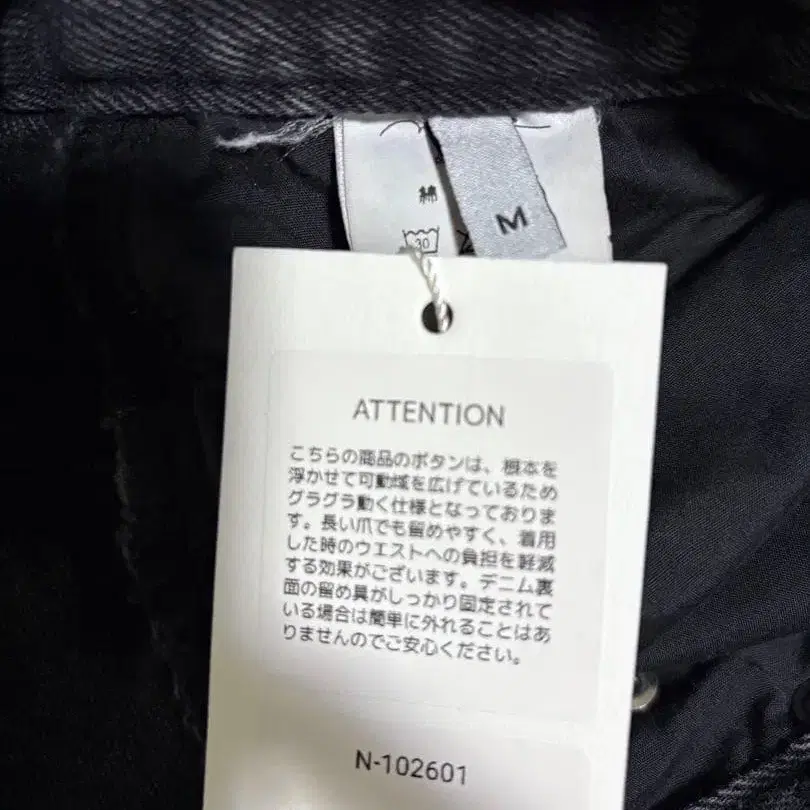 綿
M
30
ATTENTION
こちらの商品のボタンは、根本を
浮かせて可動域を広げているため
グラグラ動く仕様となっておりま
す。長い爪でも留めやすく、着用
した時のウエストへの負担を軽減
する効果がございます。デニム裏
面の留め具がしっかり固定されて
いる場合は簡単に外れることはあ
りませんのでご安心ください。
N-102601